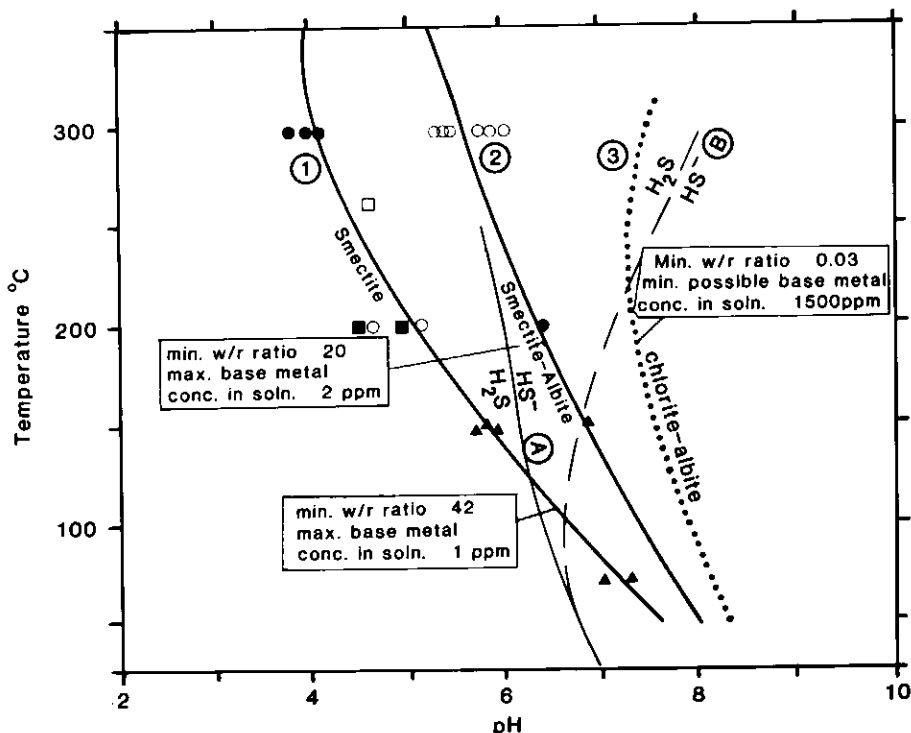 Temperature °C
300
200
100
2
4
6
8
10
pH
1
2
3
H₂S
HS-
B
Smectite
Smectite-Albite
chlorite-albite
Min. w/r ratio 0.03
min. possible base metal
conc. in soln. 1500ppm
min. w/r ratio 20
max. base metal
conc. in soln. 2 ppm
H₂S
HS-
A
min. w/r ratio 42
max. base metal
conc. in soln. 1 ppm